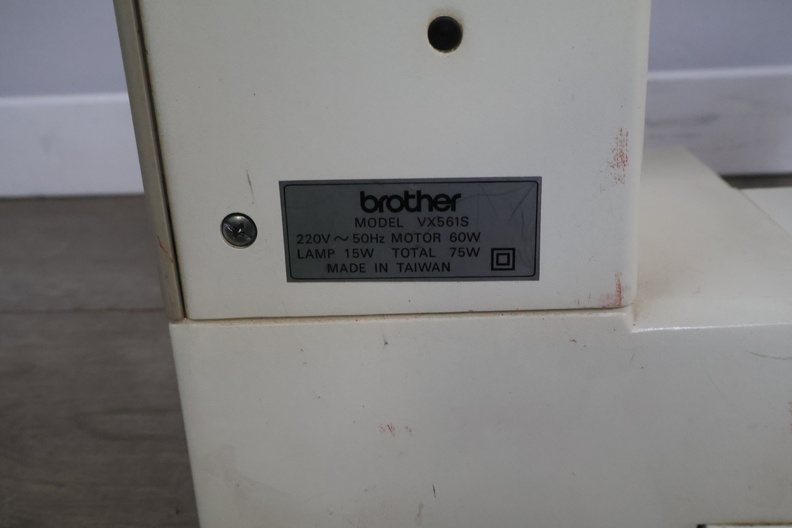 brother
MODEL VX561S
220V ~ 50Hz MOTOR 60W
LAMP 15W TOTAL 75W
MADE IN TAIWAN